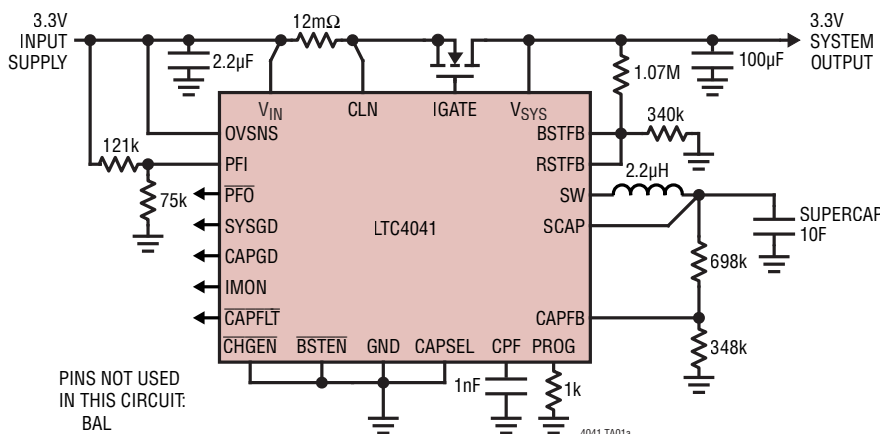 3.3V
INPUT
SUPPLY
12mΩ
3.3V
SYSTEM
OUTPUT
2.2µF
1.07M
100µF
VIN
CLN
IGATE
VSYS
OVSNS
BSTFB
340k
121k
PFI
RSTFB
75k
PFO
SW
2.2µH
SYSGD
LTC4041
SCAP
SUPERCAP
10F
CAPGD
698k
IMON
CAPFLT
CAPFB
CHGEN
BSTEN
GND
CAPSEL
CPF
PROG
348k
PINS NOT USED
IN THIS CIRCUIT:
BAL
1nF
1k
4041 TA01a